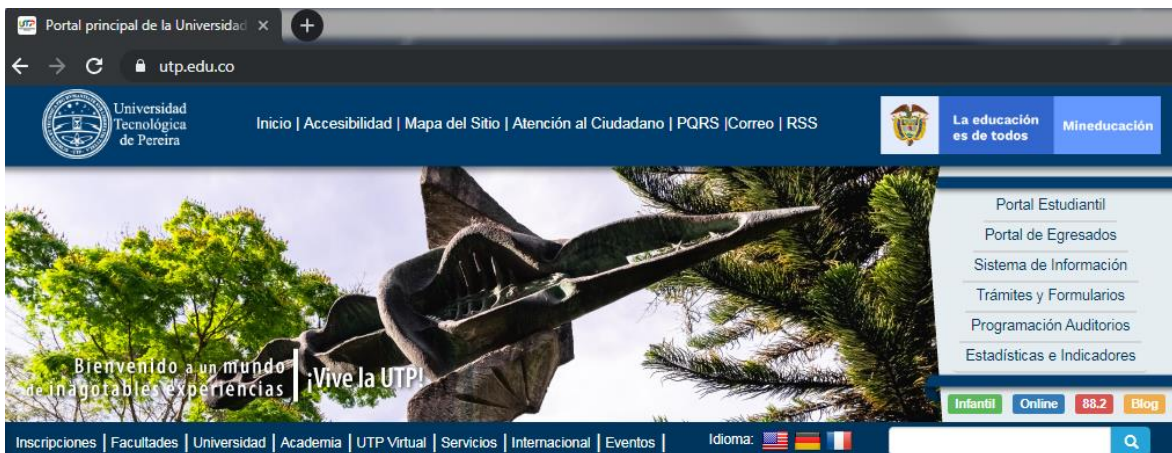 Portal principal de la Universidad
utp.edu.co
Universidad
Tecnológica
de Pereira
Inicio | Accesibilidad | Mapa del Sitio | Atención al Ciudadano | PQRS |Correo | RSS
La educación
es de todos
Mineducación
Portal Estudiantil
Portal de Egresados
Sistema de Información
Trámites y Formularios
Programación Auditorios
Estadísticas e Indicadores
Bienvenido a un mundo
de inagotables experiencias
¡Vive la UTP!
Infantil Online 88.2 Blog
Inscripciones | Facultades | Universidad | Academia | UTP Virtual | Servicios | Internacional | Eventos |
Idioma: